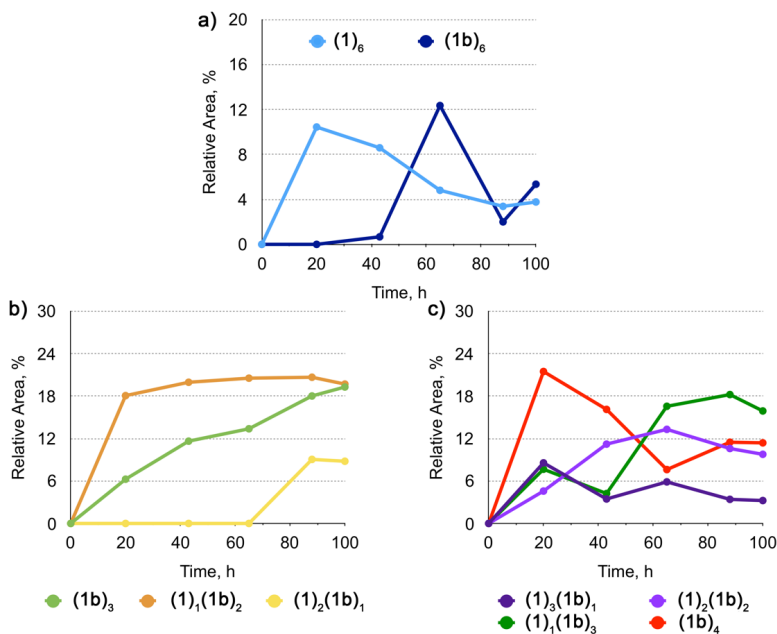 a)
20
16
12
8
4
0
Relative Area, %
(1)₆ (1b)₆
0 20 40 60 80 100
Time, h
b)
30
24
18
12
6
0
Relative Area, %
0 20 40 60 80 100
Time, h
(1b)₃ (1)₁(1b)₂ (1)₂(1b)₁
c)
30
24
18
12
6
0
Relative Area, %
0 20 40 60 80 100
Time, h
(1)₃(1b)₁ (1)₂(1b)₂
(1)₁(1b)₃ (1b)₄